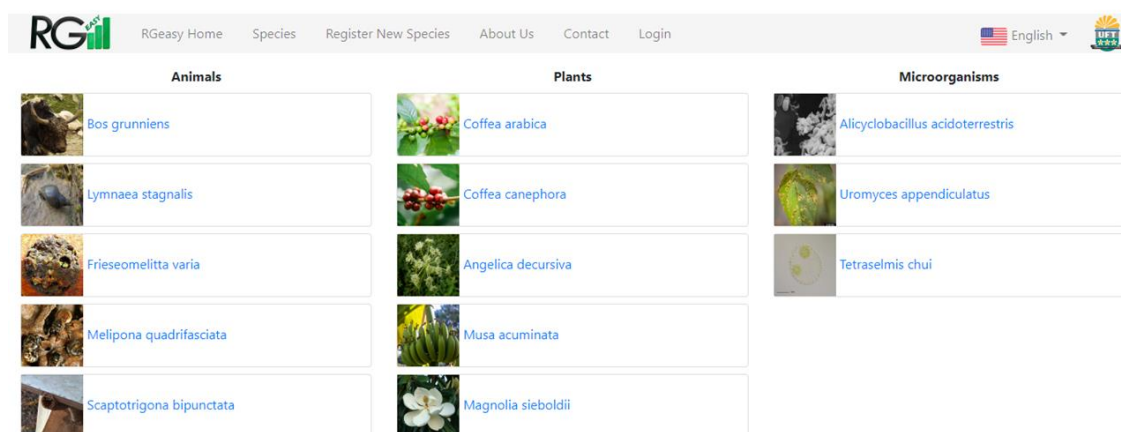 RG EASY
RGeasy Home Species Register New Species About Us Contact Login English UFT
Animals Plants Microorganisms
Bos grunniens Coffea arabica Alicyclobacillus acidoterrestris
Lymnaea stagnalis Coffea canephora Uromyces appendiculatus
Frieseomelitta varia Angelica decursiva Tetraselmis chui
Melipona quadrifasciata Musa acuminata
Scaptotrigona bipunctata Magnolia sieboldii